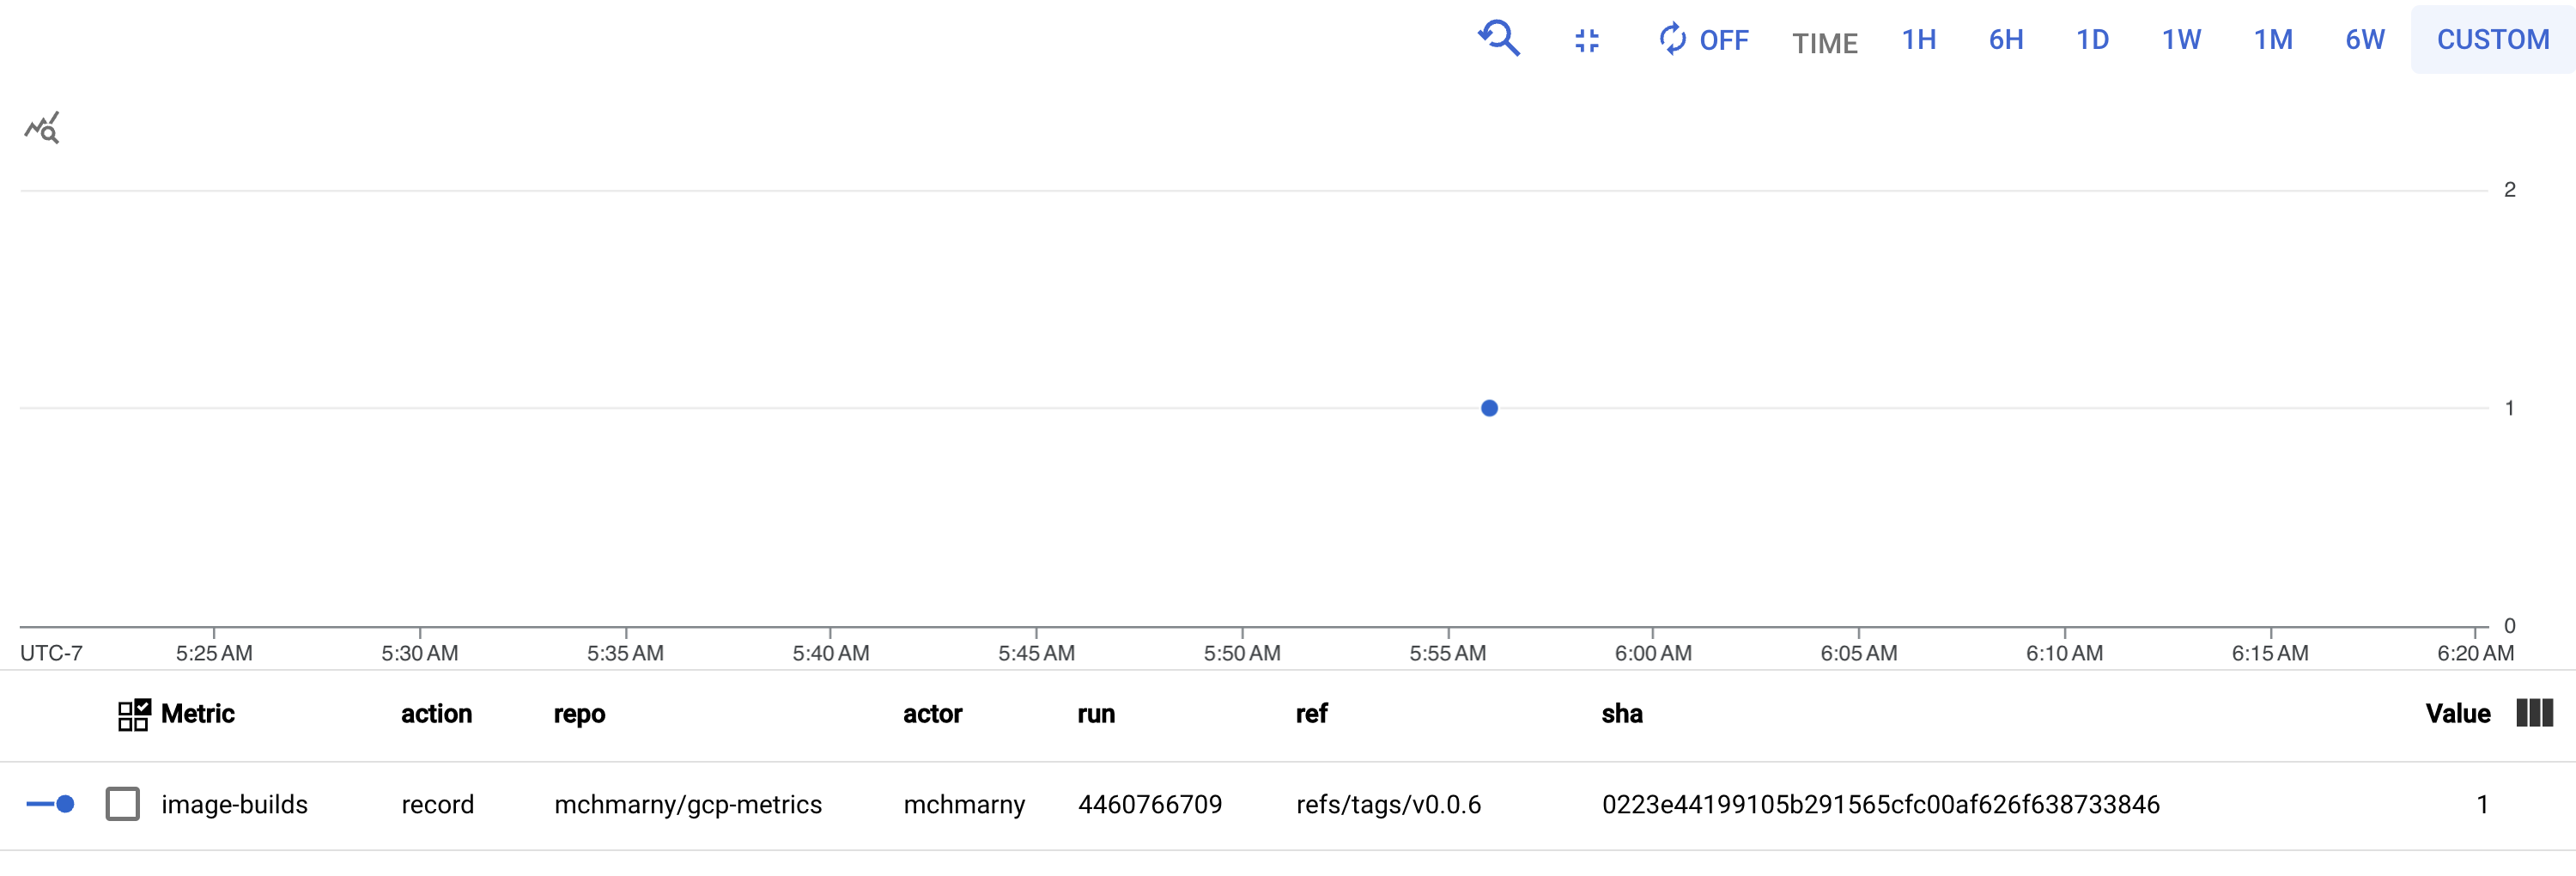 OFF TIME 1H 6H 1D 1W 1M 6W CUSTOM
2
1
0
UTC-7 5:25 AM 5:30 AM 5:35 AM 5:40 AM 5:45 AM 5:50 AM 5:55 AM 6:00 AM 6:05 AM 6:10 AM 6:15 AM 6:20 AM
Metric action repo actor run ref sha Value
image-builds record mchmarny/gcp-metrics mchmarny 4460766709 refs/tags/v0.0.6 0223e44199105b291565cfc00af626f638733846 1